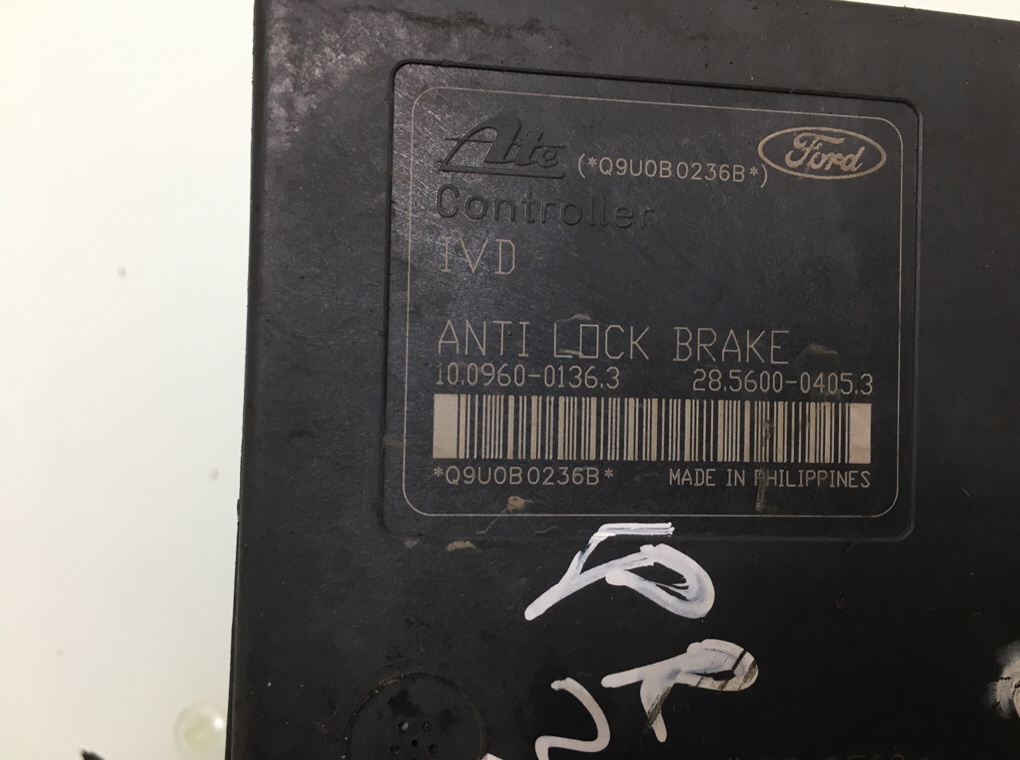 Ate (*Q9U0B0236B*) Ford
Controller
IVD
ANTI LOCK BRAKE
10.0960-0136.3 28.5600-0405.3
*Q9U0B0236B* MADE IN PHILIPPINES